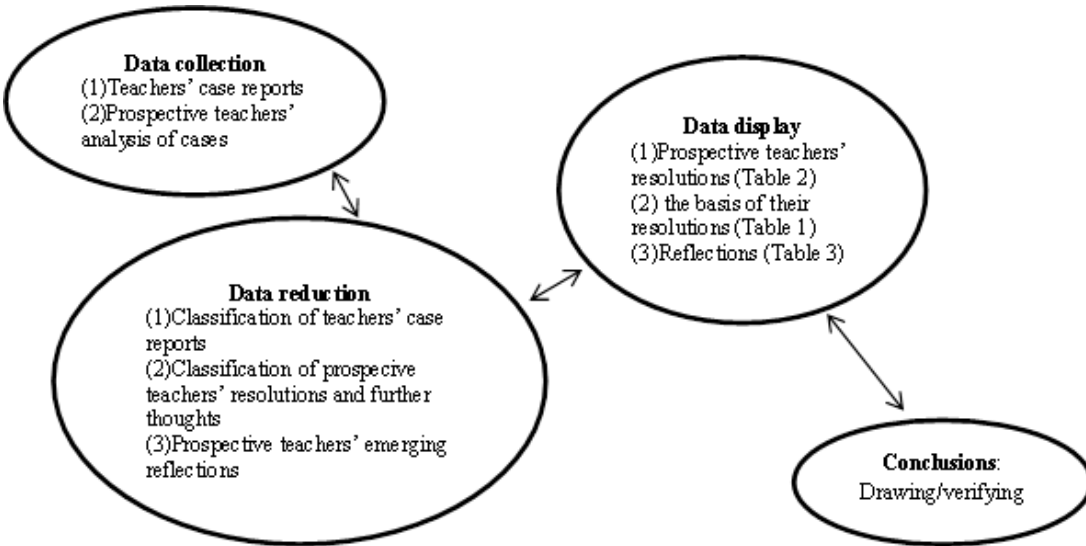 Data collection
(1)Teachers' case reports
(2)Prospective teachers'
analysis of cases
Data display
(1)Prospective teachers'
resolutions (Table 2)
(2) the basis of their
resolutions (Table 1)
(3)Reflections (Table 3)
Data reduction
(1)Classification of teachers' case
reports
(2)Classification of prospecive
teachers' resolutions and further
thoughts
(3)Prospective teachers' emerging
reflections
Conclusions:
Drawing/verifying